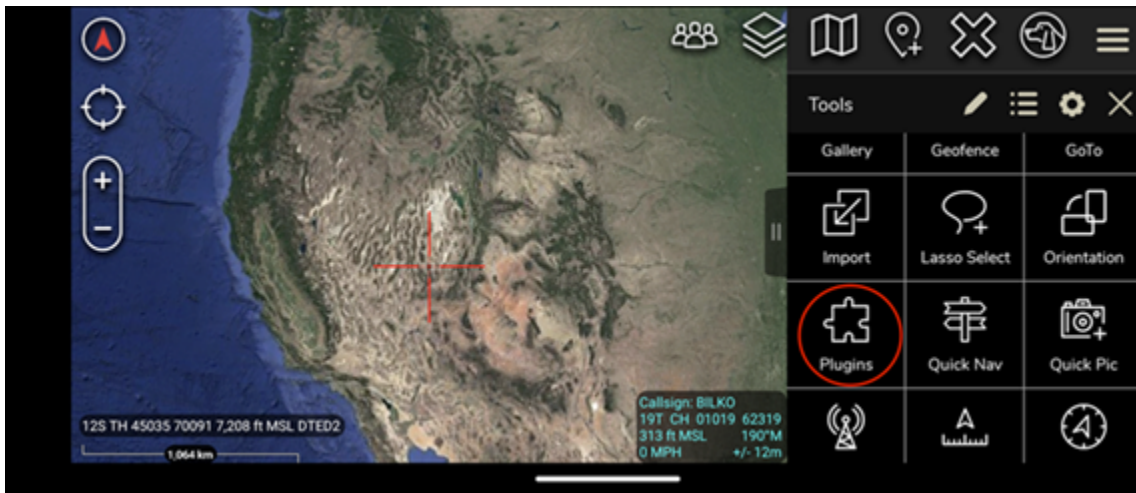 Tools
Gallery Geofence GoTo
Import Lasso Select Orientation
Plugins Quick Nav Quick Pic
12S TH 45035 70091 7,208 ft MSL DTED2
1,064 km
Callsign: BILKO
19T CH 01019 62319
313 ft MSL 190°M
0 MPH +/- 12m